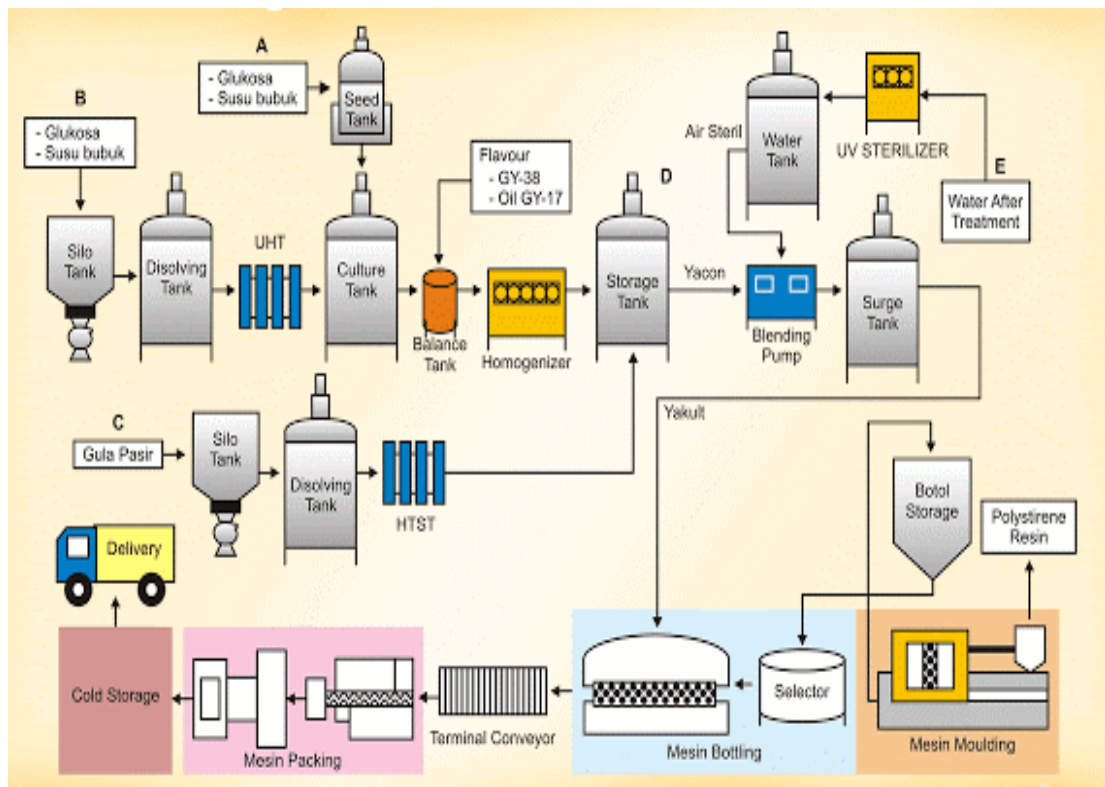 A
- Glukosa
- Susu bubuk
Seed
Tank
B
- Glukosa
- Susu bubuk
Silo
Tank
Disolving
Tank
UHT
Culture
Tank
Flavour
- GY-38
- Oil GY-17
Balance
Tank
Homogenizer
D
Storage
Tank
Yacon
Air Steril
Water
Tank
UV STERILIZER
E
Water After
Treatment
Blending
Pump
Surge
Tank
Yakult
C
Gula Pasir
Silo
Tank
Disolving
Tank
HTST
Botol
Storage
Polystirene
Resin
Delivery
Cold Storage
Mesin Packing
Terminal Conveyor
Mesin Bottling
Selector
Mesin Moulding